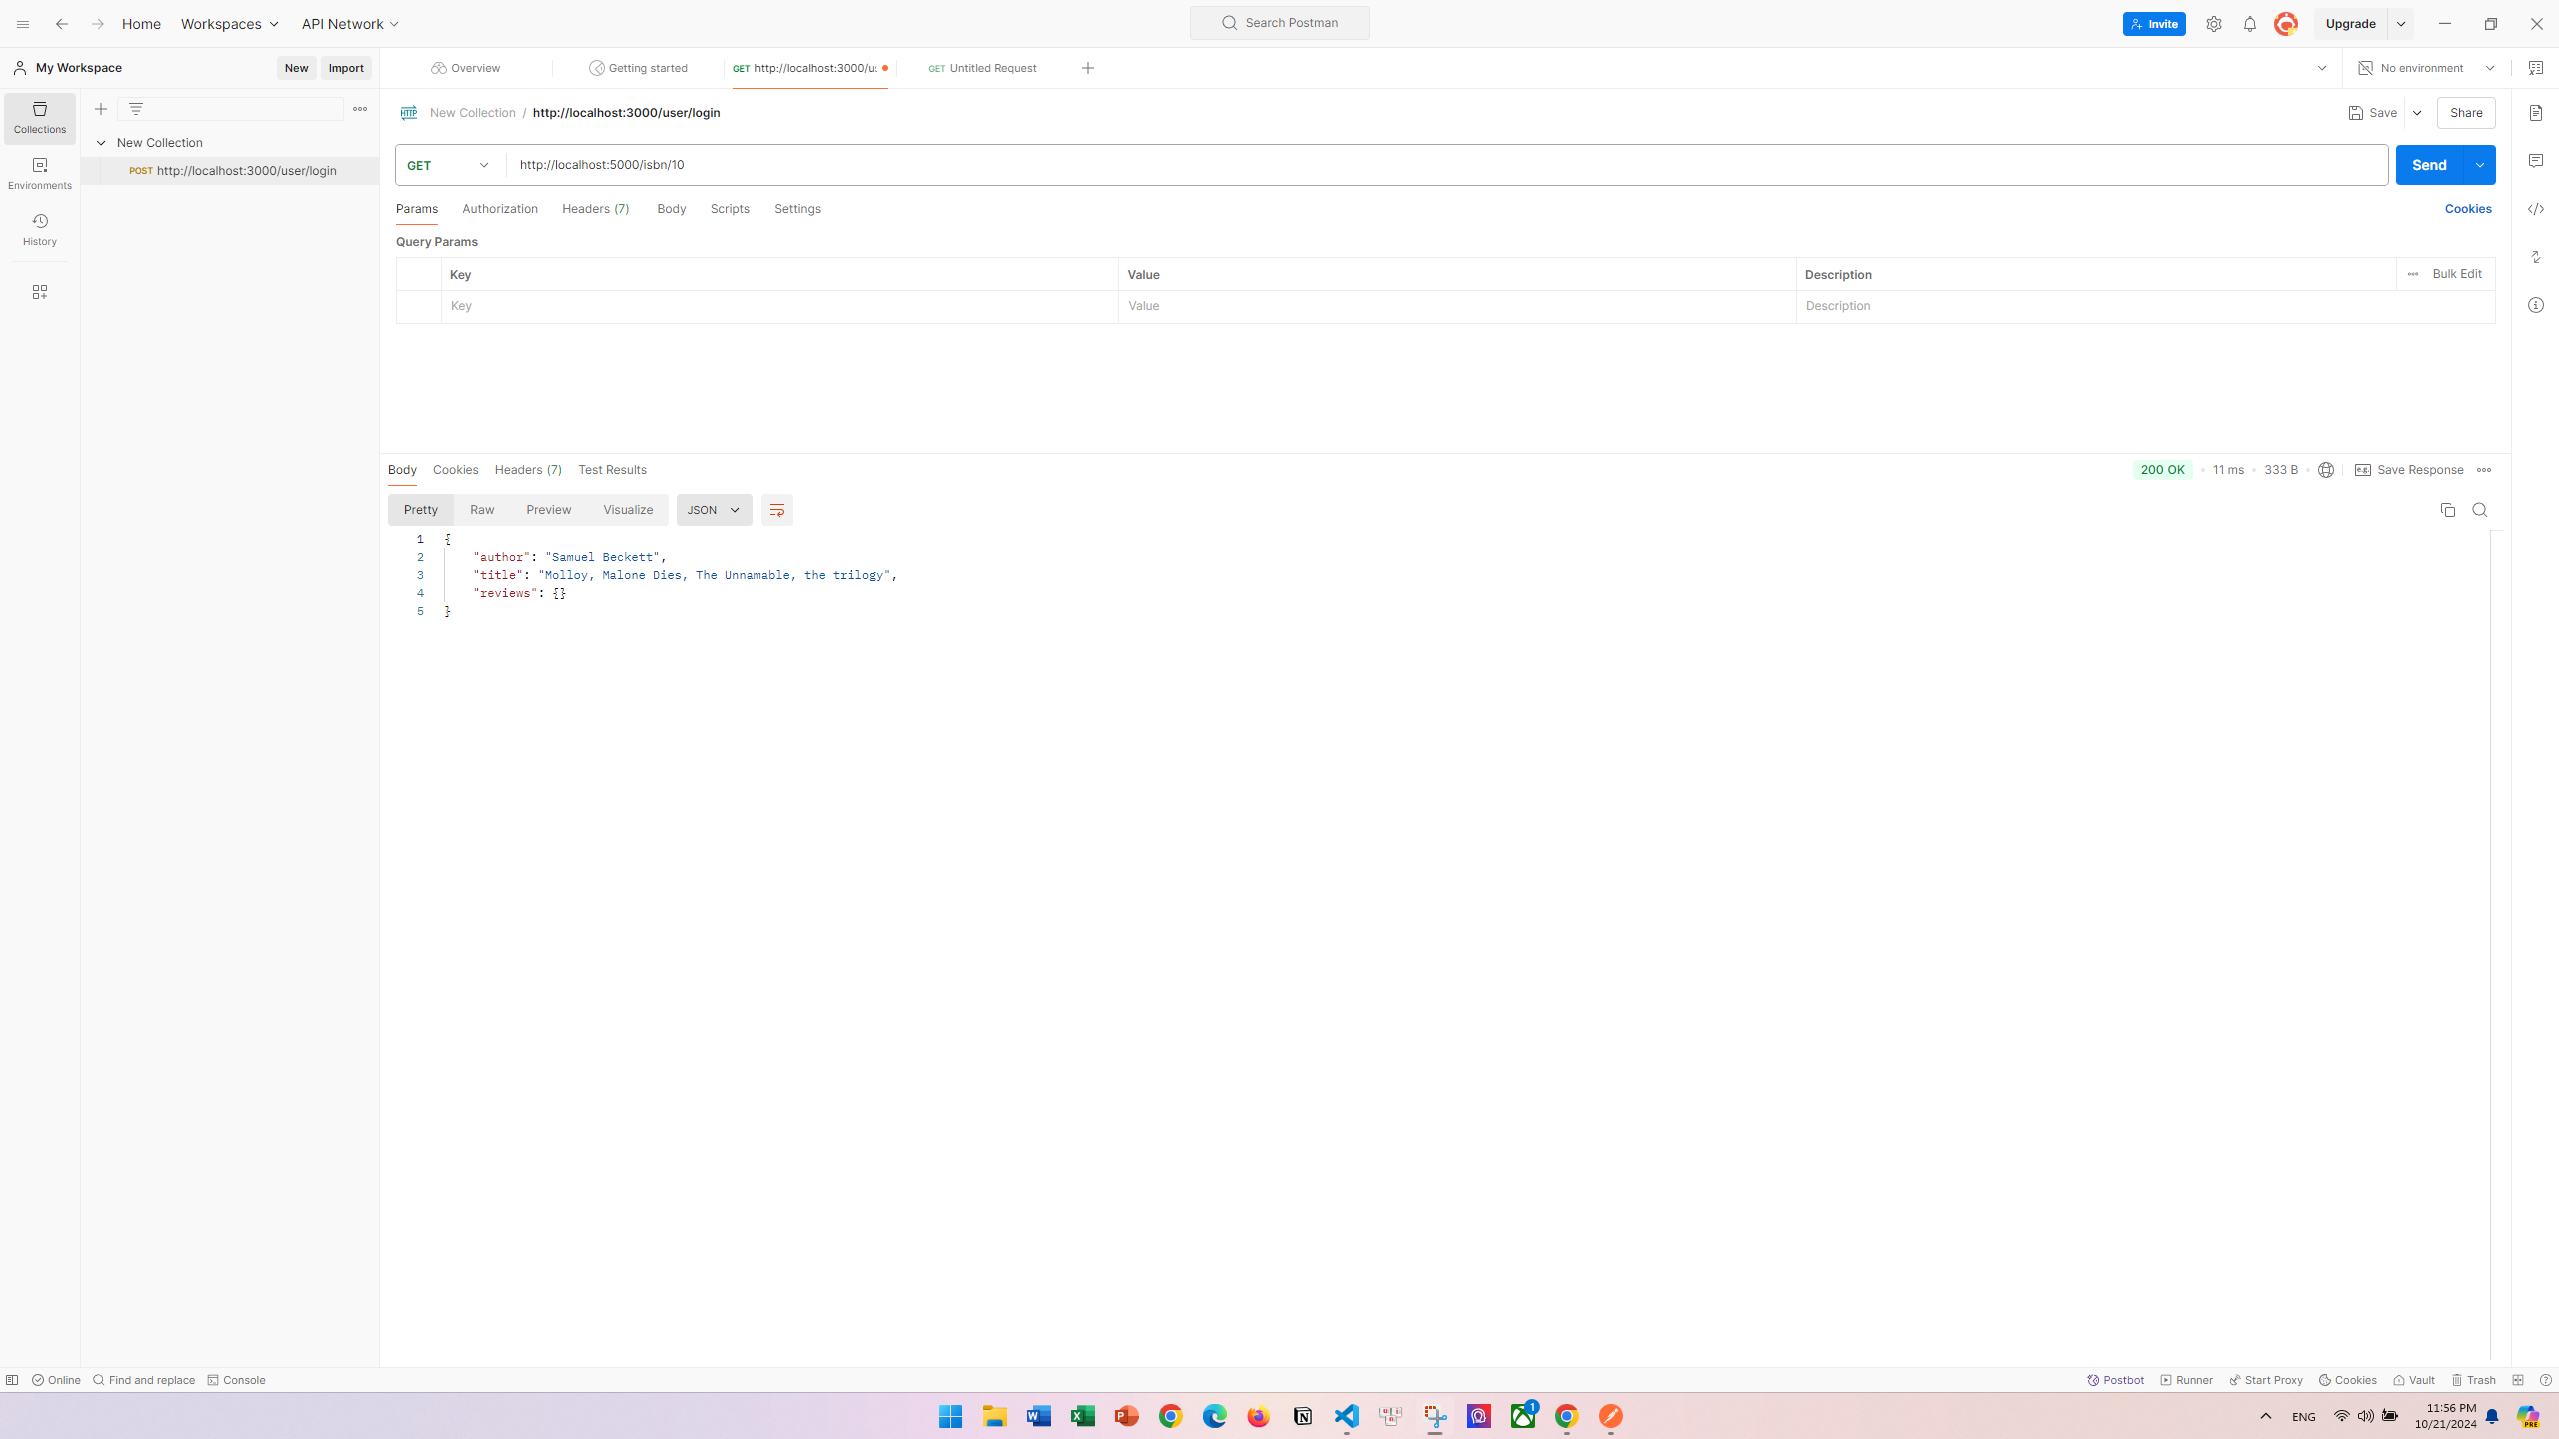 Home Workspaces API Network Search Postman Invite Upgrade
My Workspace New Import Overview Getting started GET http://localhost:3000/u GET Untitled Request No environment
Collections
Environments
History
New Collection
POST http://localhost:3000/user/login
HTTP New Collection / http://localhost:3000/user/login Save Share
GET http://localhost:5000/isbn/10 Send
Params Authorization Headers (7) Body Scripts Settings Cookies
Query Params
Key Value Description Bulk Edit
Key Value Description
Body Cookies Headers (7) Test Results 200 OK 11 ms 333 B e.g. Save Response
Pretty Raw Preview Visualize JSON
1 {
2 "author": "Samuel Beckett",
3 "title": "Molloy, Malone Dies, The Unnamable, the trilogy",
4 "reviews": {}
5 }
Online Find and replace Console Postbot Runner Start Proxy Cookies Vault Trash
1
ENG 11:56 PM
10/21/2024
PRE